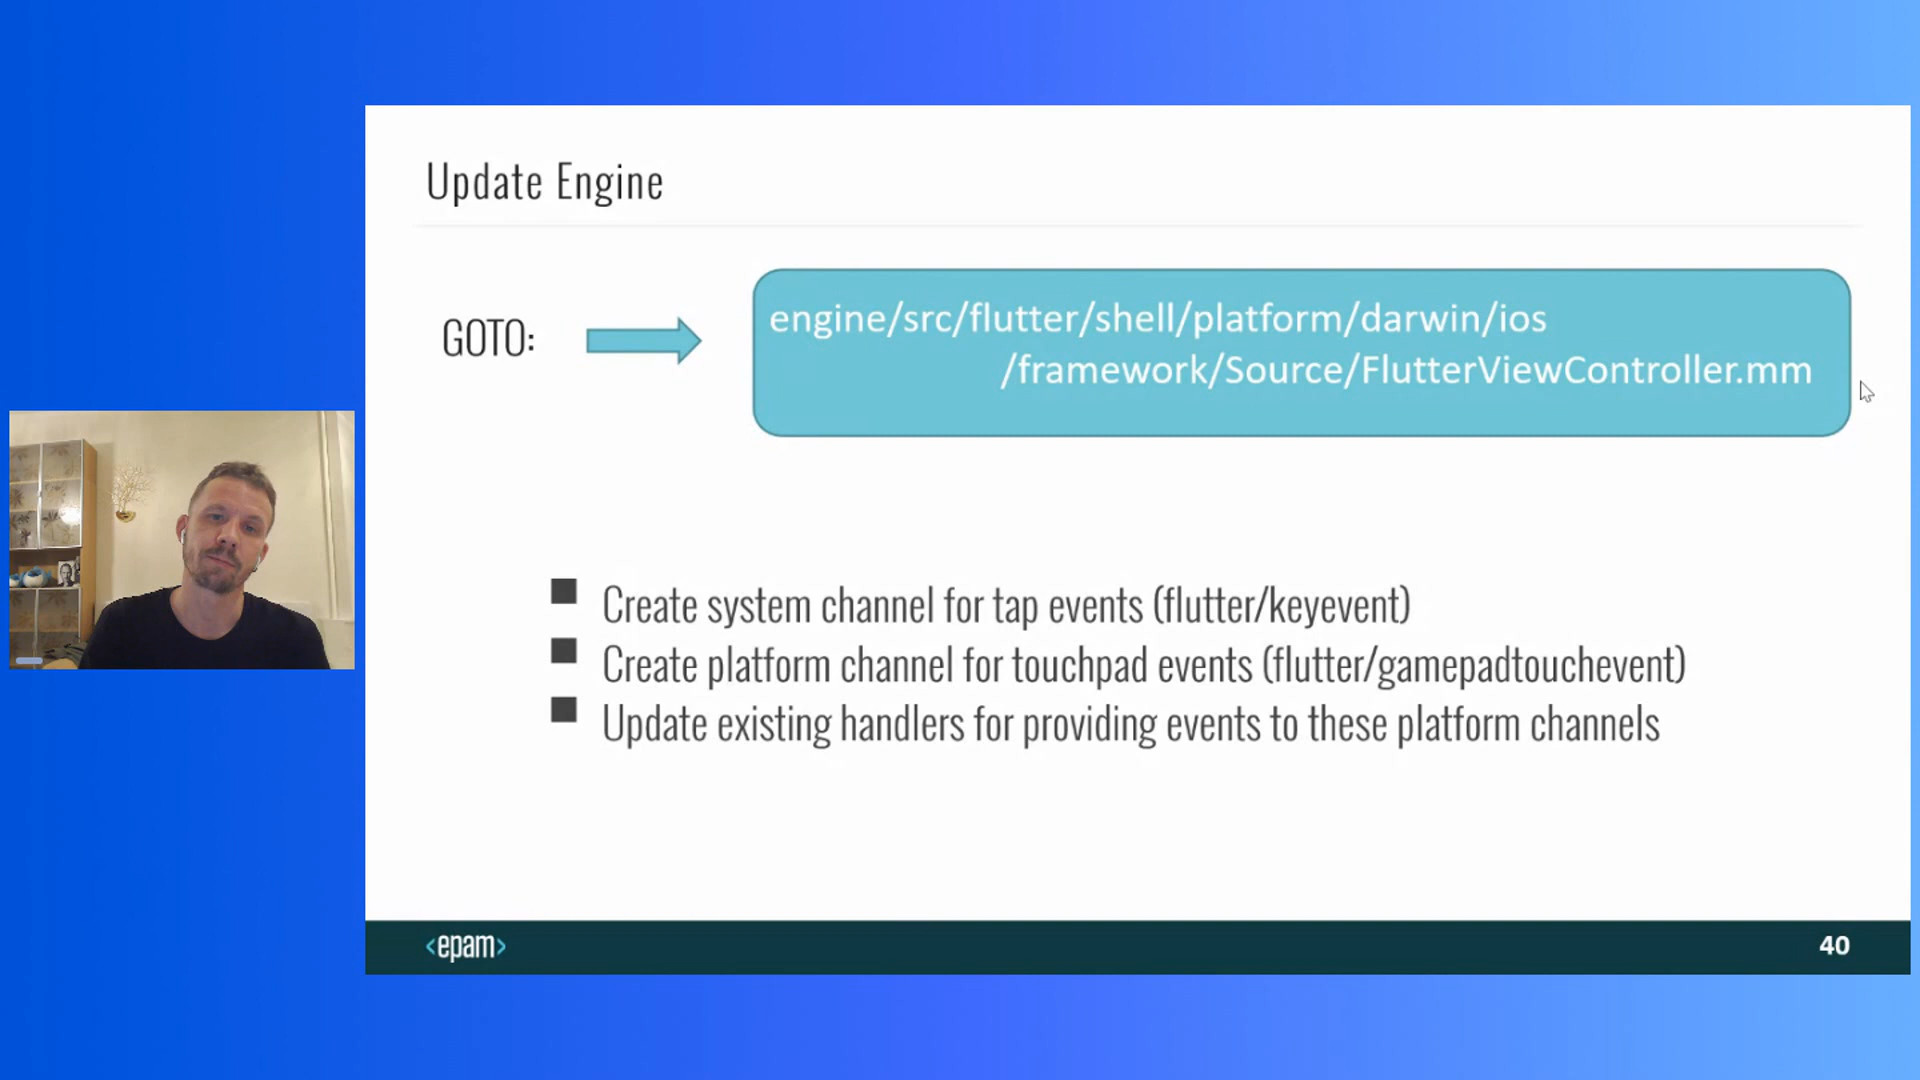 Update Engine
GOTO:
engine/src/flutter/shell/platform/darwin/ios
/framework/Source/FlutterViewController.mm
Create system channel for tap events (flutter/keyevent)
Create platform channel for touchpad events (flutter/gamepadtouchevent)
Update existing handlers for providing events to these platform channels
<epam>
40